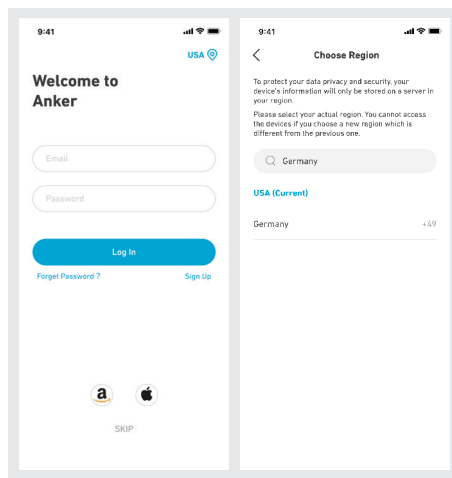 9:41
USA
Welcome to
Anker
Email
Password
Log In
Forget Password ?
Sign Up
a
SKIP
9:41
Choose Region
To protect your data privacy and security, your
device's information will only be stored on a server in
your region.
Please select your actual region. You cannot access
the devices if you choose a new region which is
different from the previous one.
Germany
USA (Current)
Germany
+49